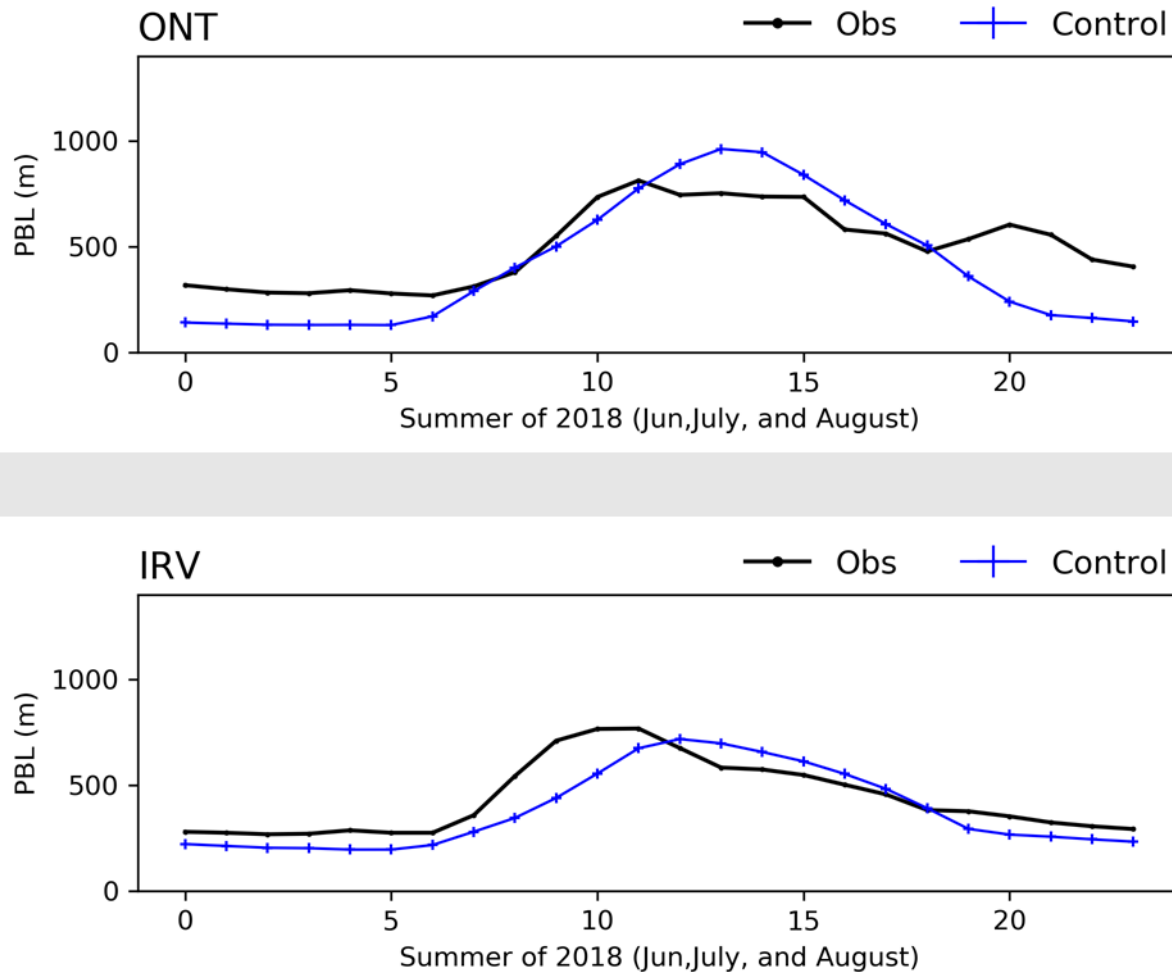 ONT
Obs
Control
PBL (m)
1000
500
0
0 5 10 15 20
Summer of 2018 (Jun,July, and August)
IRV
Obs
Control
PBL (m)
1000
500
0
0 5 10 15 20
Summer of 2018 (Jun,July, and August)